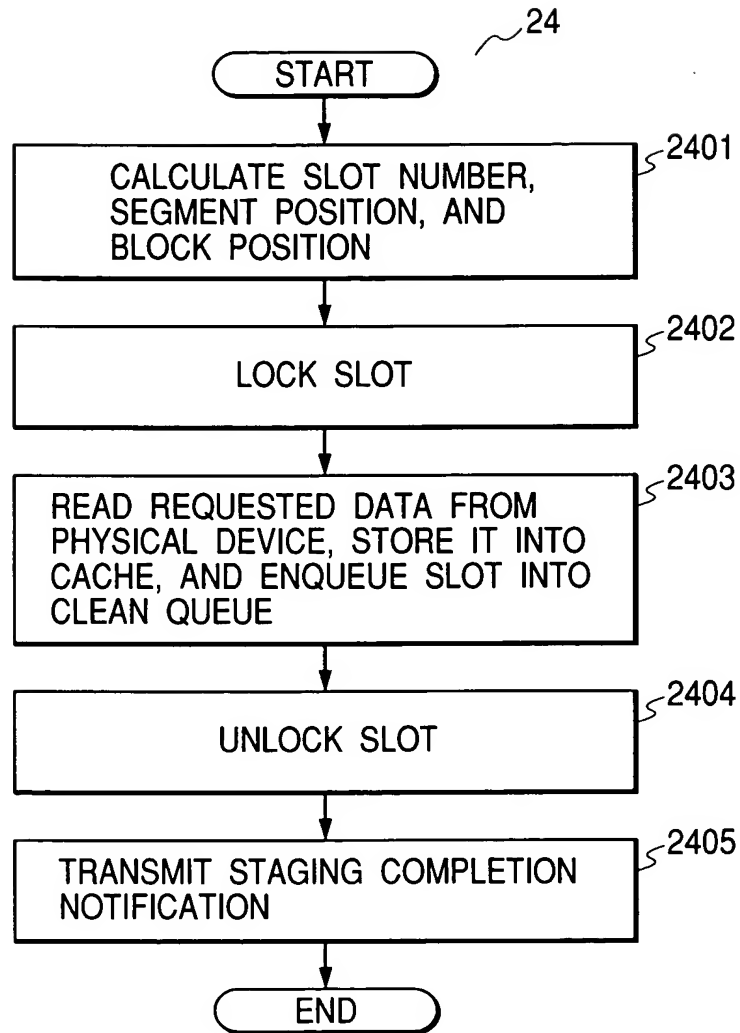 24
START
2401
CALCULATE SLOT NUMBER,
SEGMENT POSITION, AND
BLOCK POSITION
2402
LOCK SLOT
2403
READ REQUESTED DATA FROM
PHYSICAL DEVICE, STORE IT INTO
CACHE, AND ENQUEUE SLOT INTO
CLEAN QUEUE
2404
UNLOCK SLOT
2405
TRANSMIT STAGING COMPLETION
NOTIFICATION
END